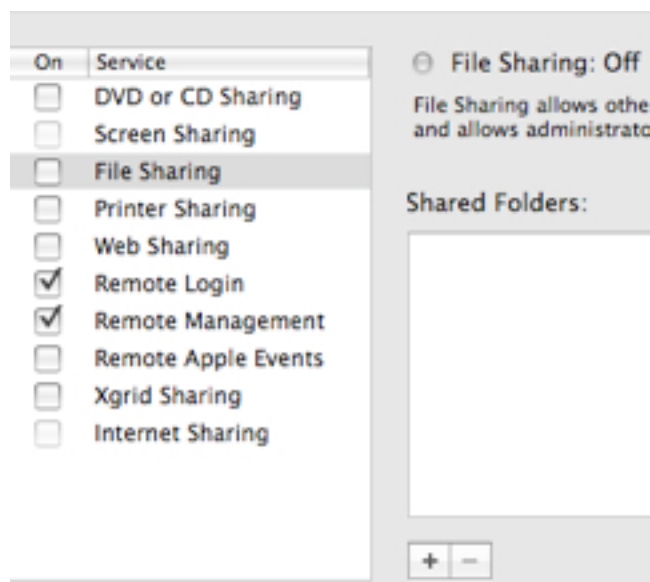 On Service
DVD or CD Sharing
Screen Sharing
File Sharing
Printer Sharing
Web Sharing
Remote Login
Remote Management
Remote Apple Events
Xgrid Sharing
Internet Sharing
File Sharing: Off
File Sharing allows othe
and allows administrato
Shared Folders:
+ −